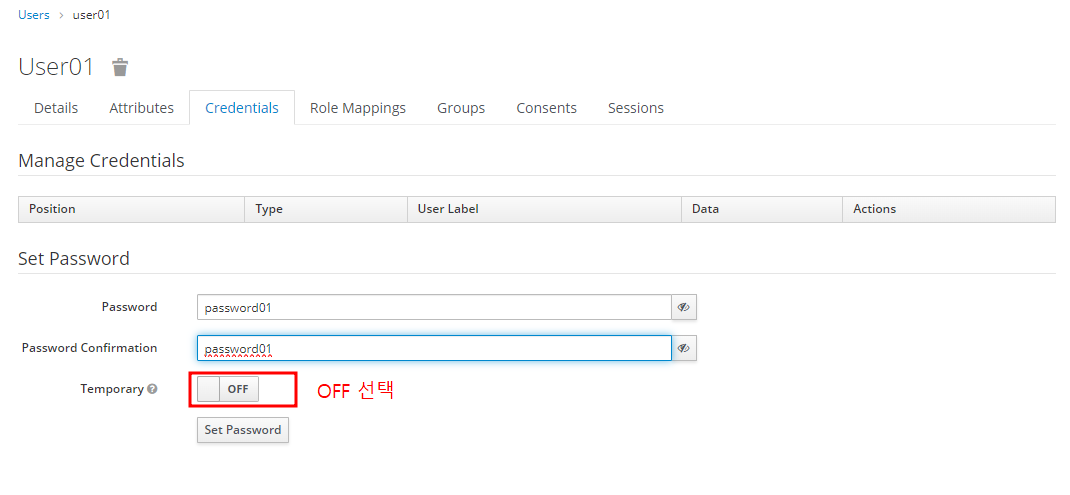 Users > user01
User01
Details Attributes Credentials Role Mappings Groups Consents Sessions
Manage Credentials
Position Type User Label Data Actions
Set Password
Password password01
Password Confirmation password01
Temporary OFF OFF 선택
Set Password